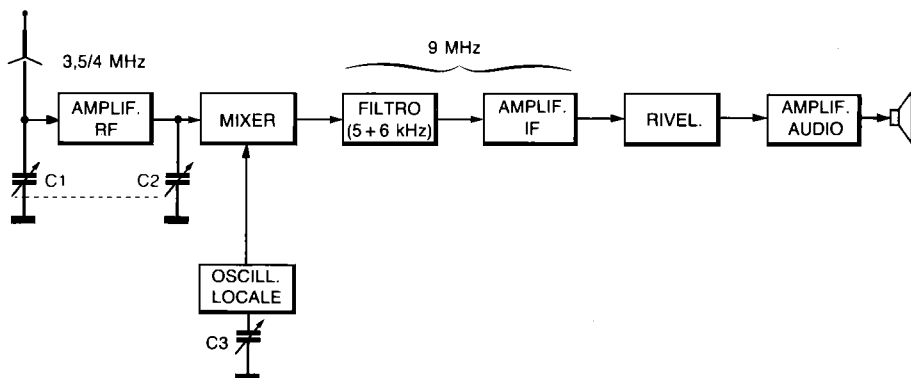 3,5/4 MHz
9 MHz
AMPLIF.
RF
MIXER
FILTRO
(5+6 kHz)
AMPLIF.
IF
RIVEL.
AMPLIF.
AUDIO
C1
C2
OSCILL.
LOCALE
C3